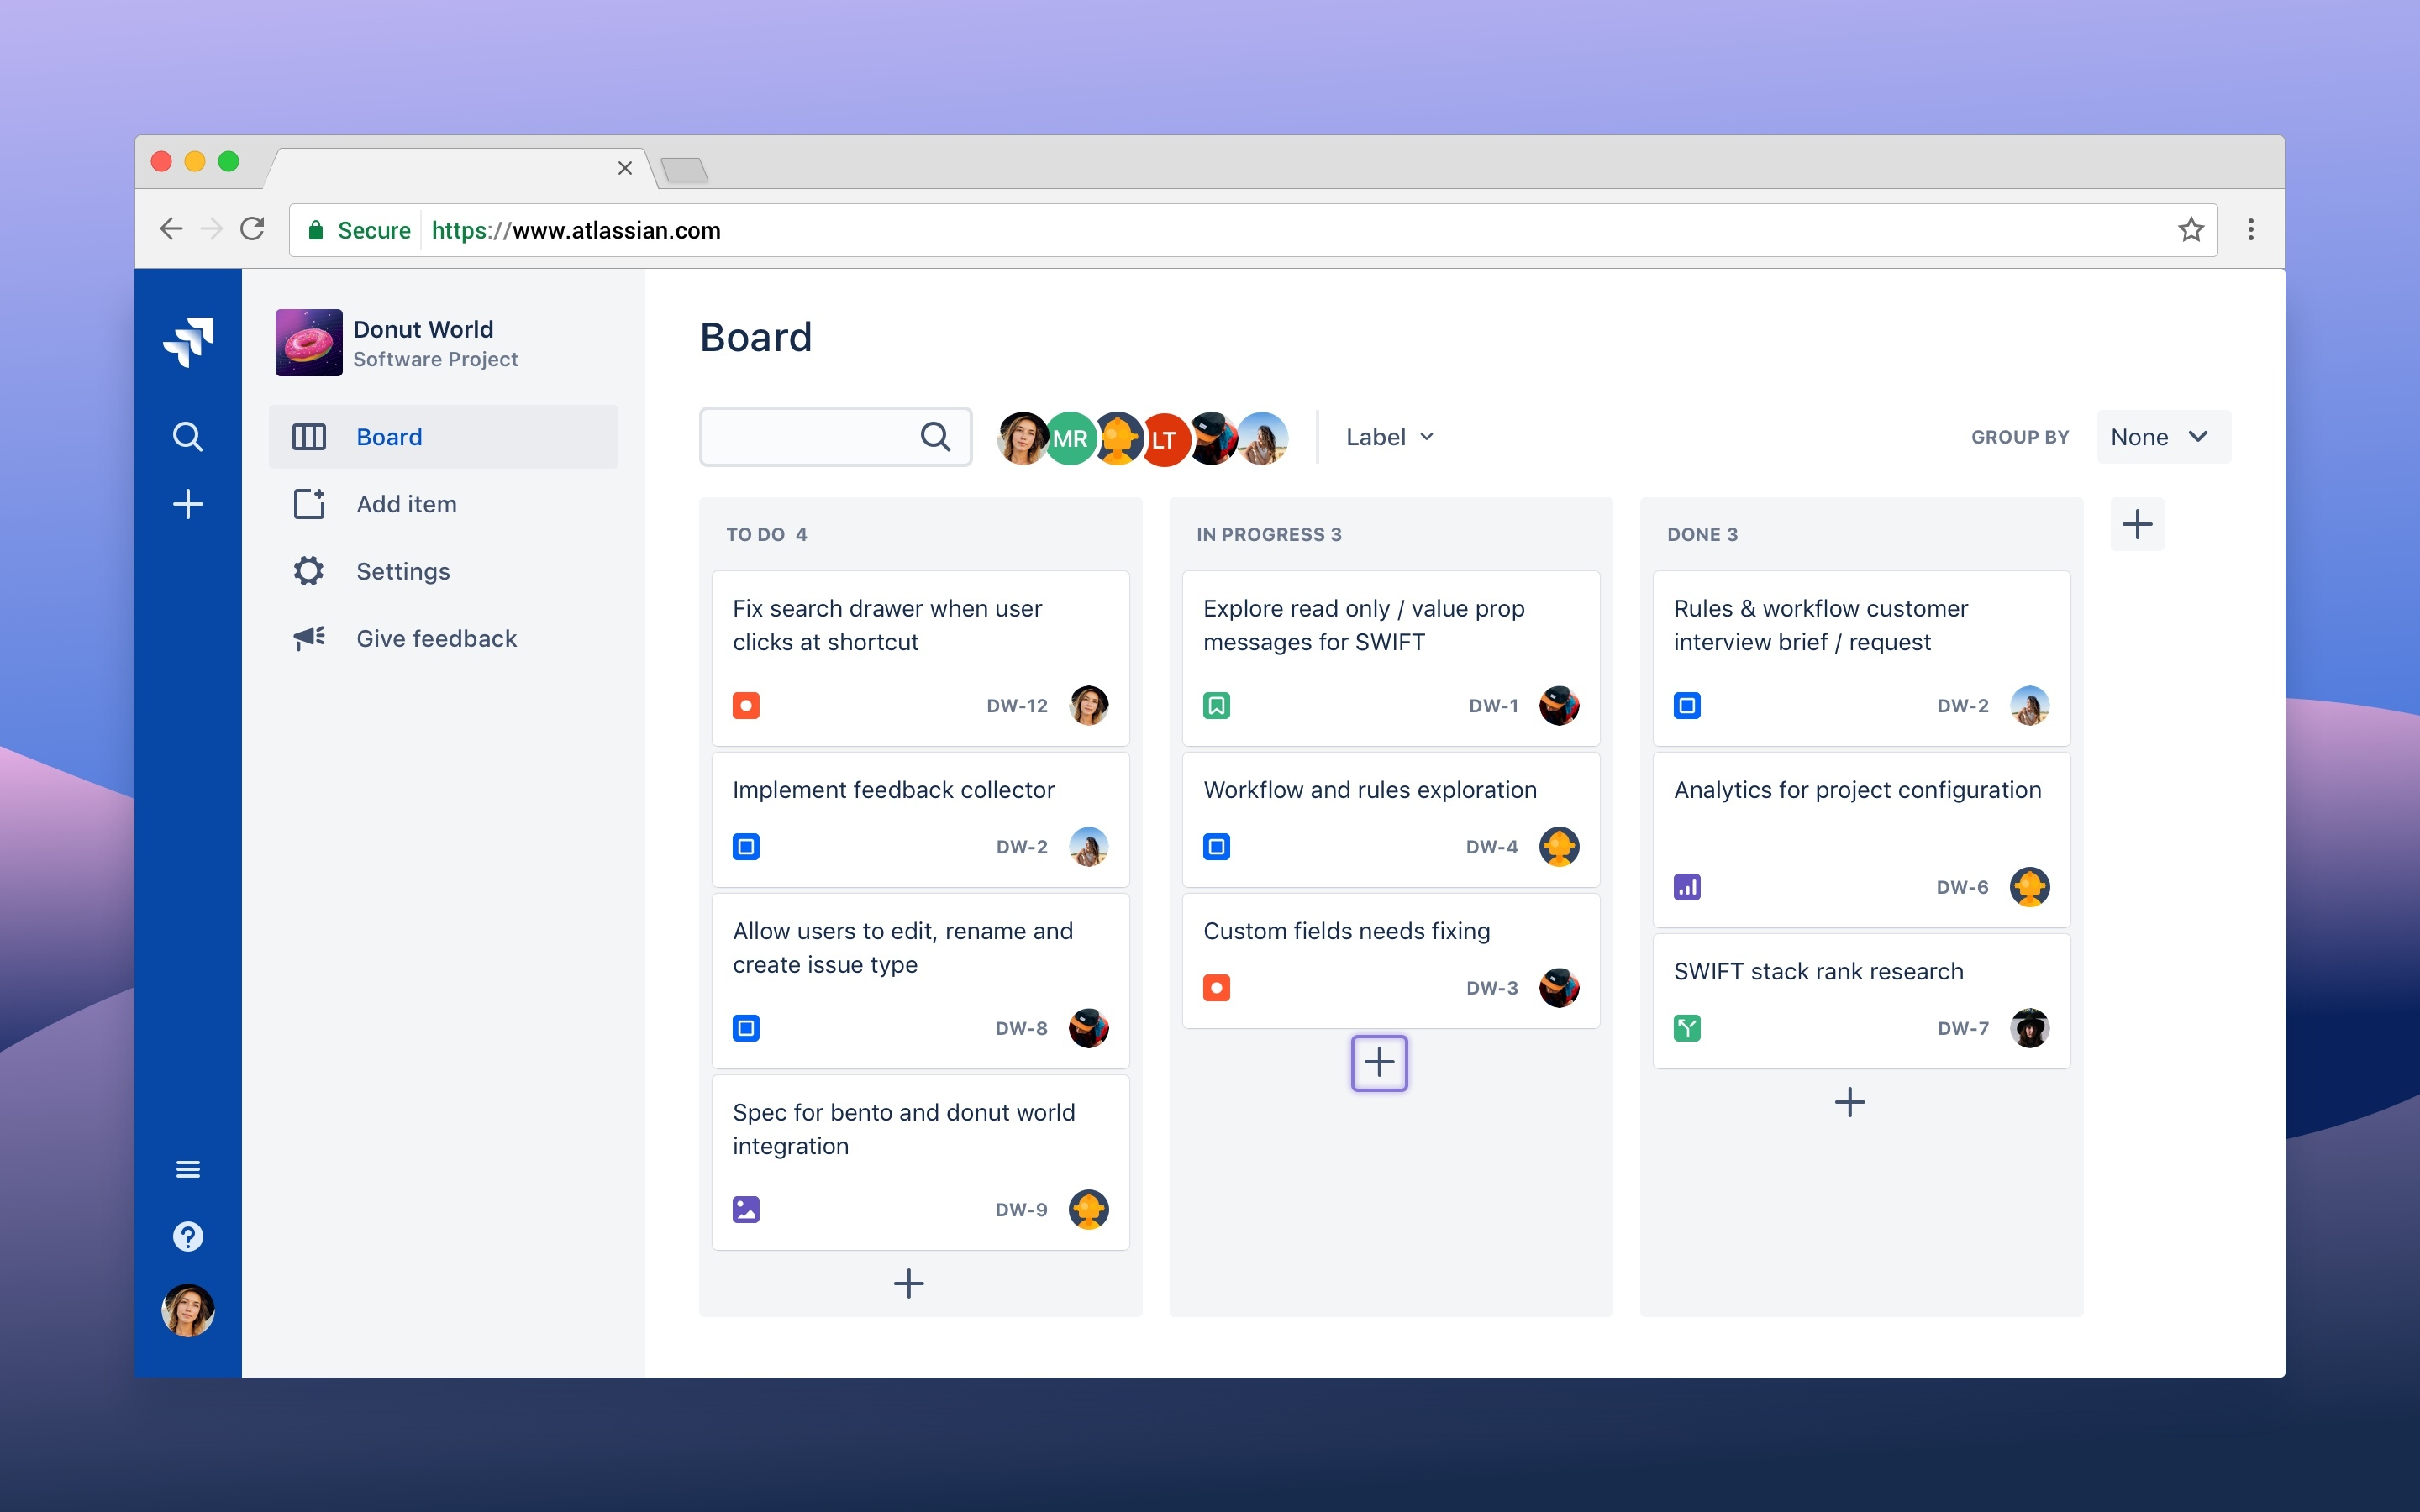 Secure https://www.atlassian.com
Donut World
Software Project
Board
Add item
Settings
Give feedback
Board
MR
LT
Label
GROUP BY
None
TO DO 4
Fix search drawer when user
clicks at shortcut
DW-12
Implement feedback collector
DW-2
Allow users to edit, rename and
create issue type
DW-8
Spec for bento and donut world
integration
DW-9
IN PROGRESS 3
Explore read only / value prop
messages for SWIFT
DW-1
Workflow and rules exploration
DW-4
Custom fields needs fixing
DW-3
DONE 3
Rules & workflow customer
interview brief / request
DW-2
Analytics for project configuration
DW-6
SWIFT stack rank research
DW-7